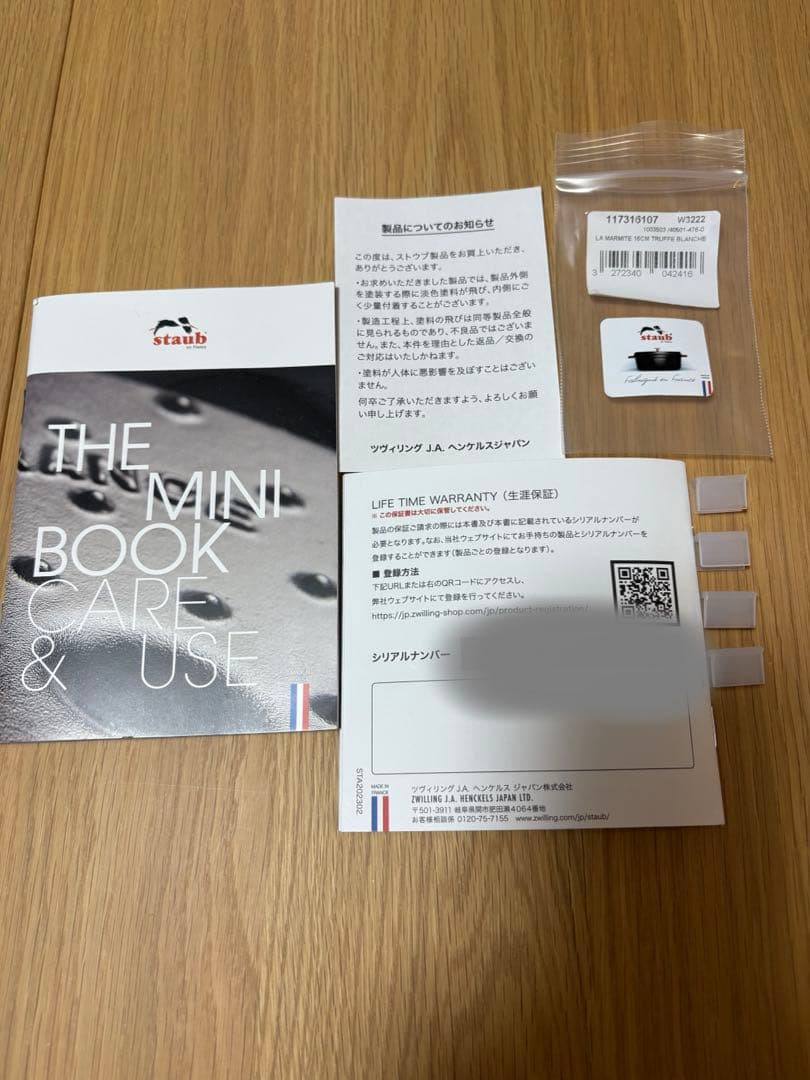 staub
THE
MINI
BOOK
CARE
& USE
製品についてのお知らせ
この度は、ストウブ製品をお買上いただき、
ありがとうございます。
・お求めいただきました製品では、製品外側
を塗装する際に淡色塗料が飛び、内側にご
く少量付着することがございます。
・製造工程上、塗料の飛びは同等製品全般
に見られるものであり、不良品ではございま
せん。また、本件を理由とした返品／交換の
ご対応はいたしかねます。
・塗料が人体に悪影響を及ぼすことはござい
ません。
何卒ご了承いただきますよう、よろしくお願
い申し上げます。
ツヴィリング J.A. ヘンケルスジャパン
117316107 W3222
1003503 /40501-476-0
LA MARMITE 16CM TRUFFE BLANCHE
3 272340 042416
staub
LIFE TIME WARRANTY（生涯保証）
※ この保証書は大切に保管してください。
製品の保証ご請求の際には本書及び本書に記載されているシリアルナンバーが
必要となります。なお、当社ウェブサイトにてお手持ちの製品とシリアルナンバーを
登録することができます（製品ごとの登録となります）。
■ 登録方法
下記URLまたは右のQRコードにアクセスし、
弊社ウェブサイトにて登録を行ってください。
https://jp.zwilling-shop.com/jp/product-registration/
シリアルナンバー
STA202302
MADE IN
FRANCE
ツヴィリング J.A. ヘンケルス ジャパン株式会社
ZWILLING J.A. HENCKELS JAPAN LTD.
〒501-3911 岐阜県関市肥田瀬4064番地
お客様相談係 0120-75-7155 www.zwilling.com/jp/staub/